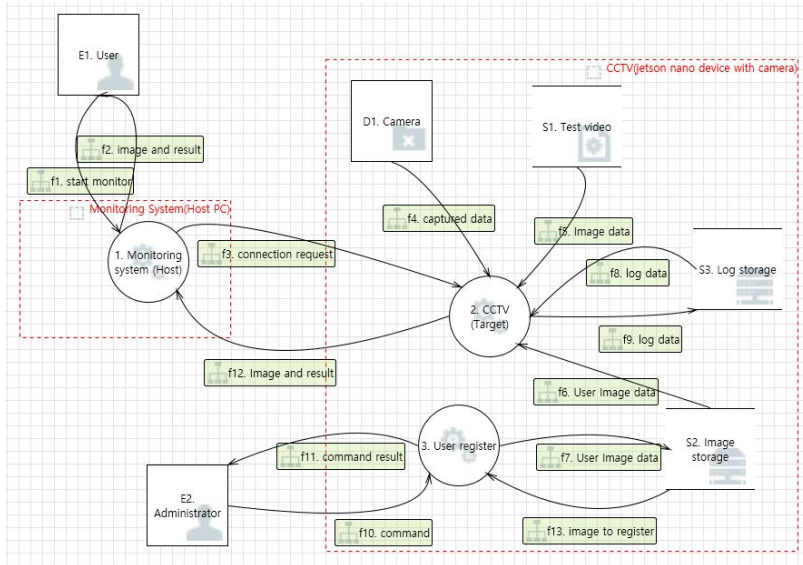 E1. User
CCTV(jetson nano device with camera)
D1. Camera
S1. Test video
f2. image and result
f1. start monitor
Monitoring System(Host PC)
f4. captured data
f5. Image data
1. Monitoring
system (Host)
f3. connection request
f8. log data
S3. Log storage
2. CCTV
(Target)
f9. log data
f12. Image and result
f6. User Image data
3. User register
S2. Image
storage
f11. command result
f7. User Image data
E2.
Administrator
f10. command
f13. image to register